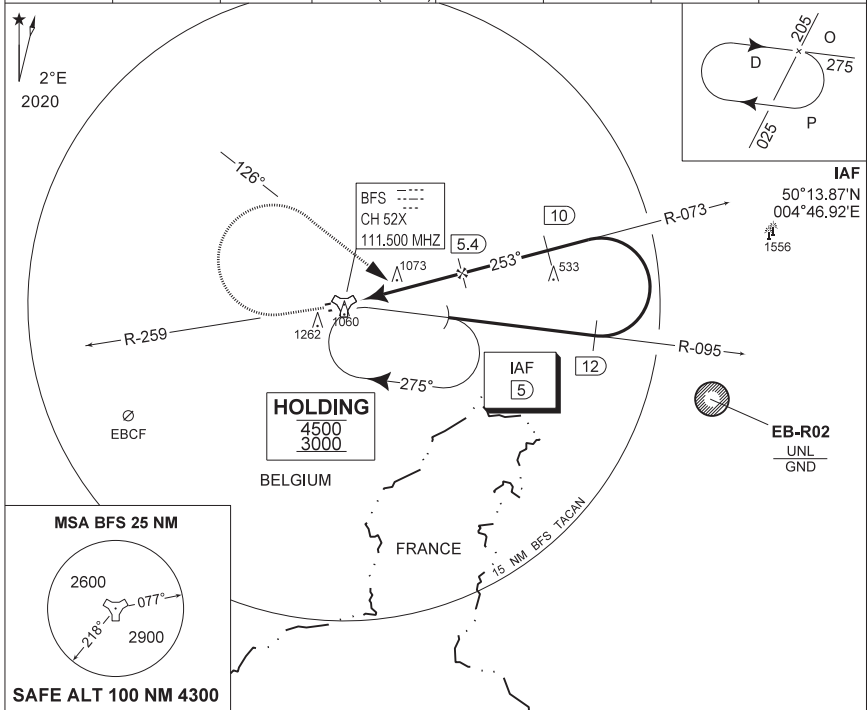 2°E
2020
205
O
D
275
P
025
IAF
50°13.87'N
004°46.92'E
1556
126°
BFS
CH 52X
111.500 MHZ
10
R-073
5.4
253°
1073
533
1060
1262
R-259
R-095
12
275°
IAF
5
HOLDING
4500
3000
EBCF
EB-R02
UNL
GND
BELGIUM
FRANCE
15 NM BFS TACAN
MSA BFS 25 NM
2600
077°
218°
2900
SAFE ALT 100 NM 4300